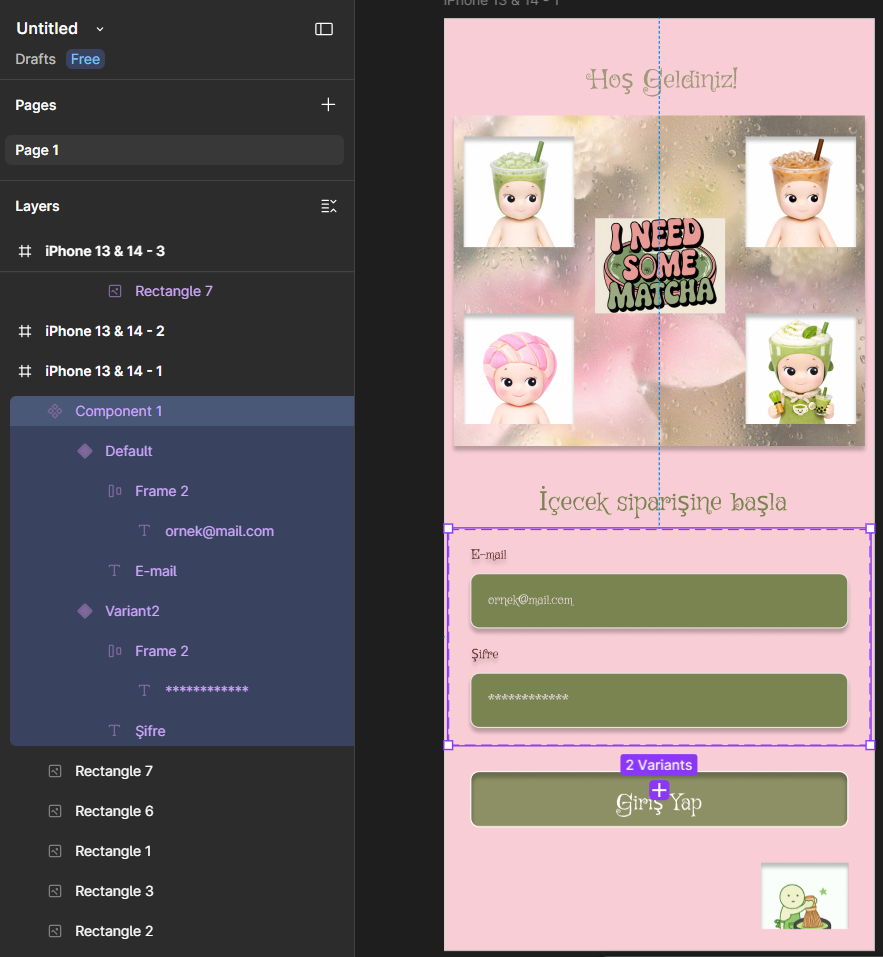 Untitled
Drafts Free
Pages
Page 1
Layers
iPhone 13 & 14 - 3
Rectangle 7
iPhone 13 & 14 - 2
iPhone 13 & 14 - 1
Component 1
Default
Frame 2
ornek@mail.com
E-mail
Variant2
Frame 2
************
Şifre
Rectangle 7
Rectangle 6
Rectangle 1
Rectangle 3
Rectangle 2
iPhone 13 & 14 - 1
Hoş Geldiniz!
I NEED
SOME
MATCHA
İçecek siparişine başla
E-mail
ornek@mail.com
Şifre
************
2 Variants
Giriş Yap